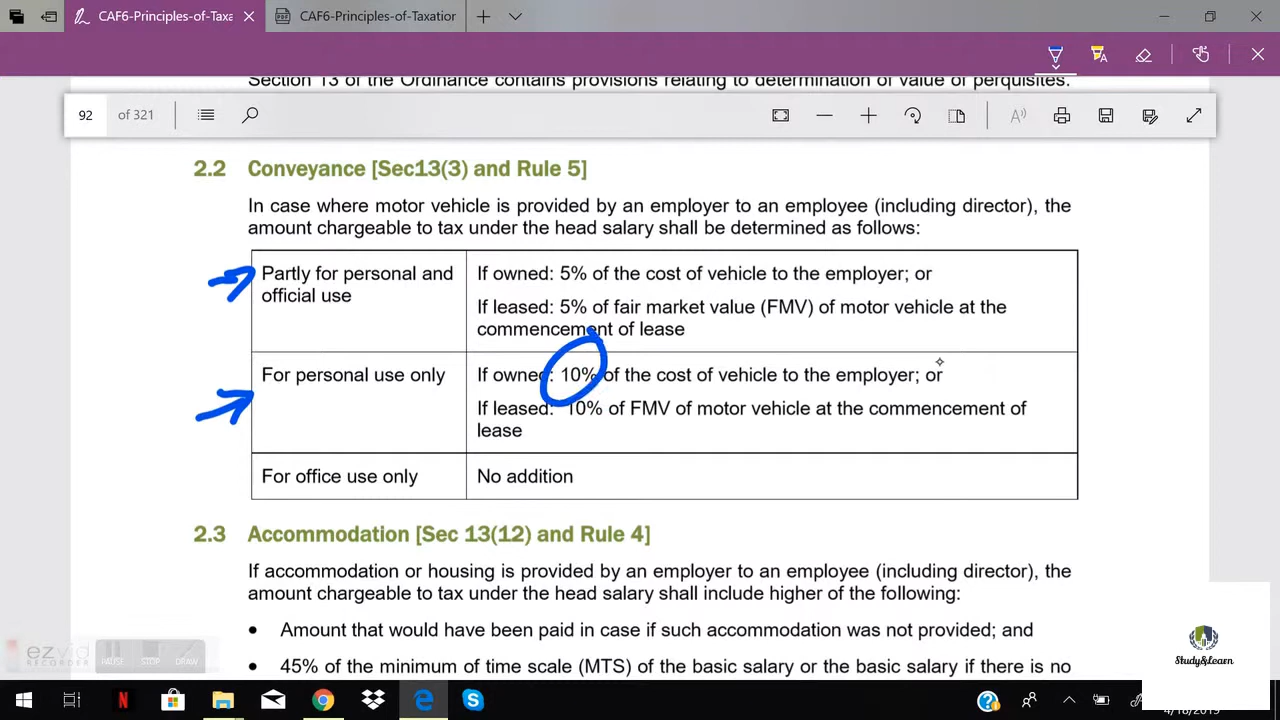 CAF6-Principles-of-Taxa
CAF6-Principles-of-Taxation
Section 13 of the Ordinance contains provisions relating to determination of value of perquisites.
92 of 321
2.2 Conveyance [Sec13(3) and Rule 5]
In case where motor vehicle is provided by an employer to an employee (including director), the
amount chargeable to tax under the head salary shall be determined as follows:
Partly for personal and
official use
If owned: 5% of the cost of vehicle to the employer; or
If leased: 5% of fair market value (FMV) of motor vehicle at the
commencement of lease
For personal use only
If owned: 10% of the cost of vehicle to the employer; or
If leased: 10% of FMV of motor vehicle at the commencement of
lease
For office use only
No addition
2.3 Accommodation [Sec 13(12) and Rule 4]
If accommodation or housing is provided by an employer to an employee (including director), the
amount chargeable to tax under the head salary shall include higher of the following:
• Amount that would have been paid in case if such accommodation was not provided; and
• 45% of the minimum of time scale (MTS) of the basic salary or the basic salary if there is no
ezvid
RECORDER
PAUSE STOP DRAW
Study&Learn
4/18/2019